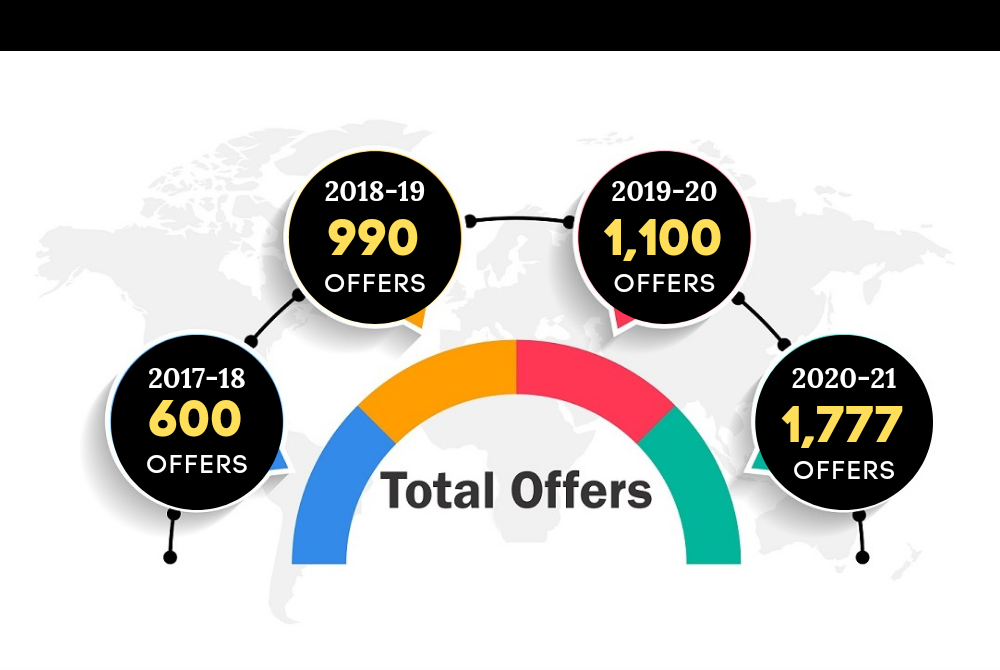 2018-19
990
OFFERS
2019-20
1,100
OFFERS
2017-18
600
OFFERS
2020-21
1,777
OFFERS
Total Offers